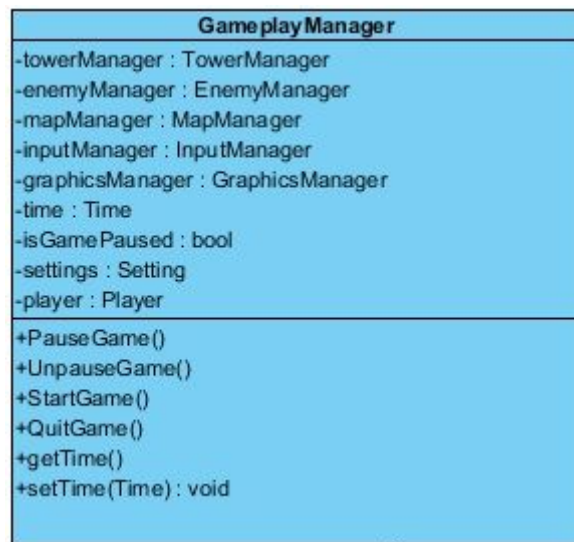 GameplayManager
-towerManager : TowerManager
-enemyManager : EnemyManager
-mapManager : MapManager
-inputManager : InputManager
-graphicsManager : GraphicsManager
-time : Time
-isGamePaused : bool
-settings : Setting
-player : Player
+PauseGame()
+UnpauseGame()
+StartGame()
+QuitGame()
+getTime()
+setTime(Time) : void